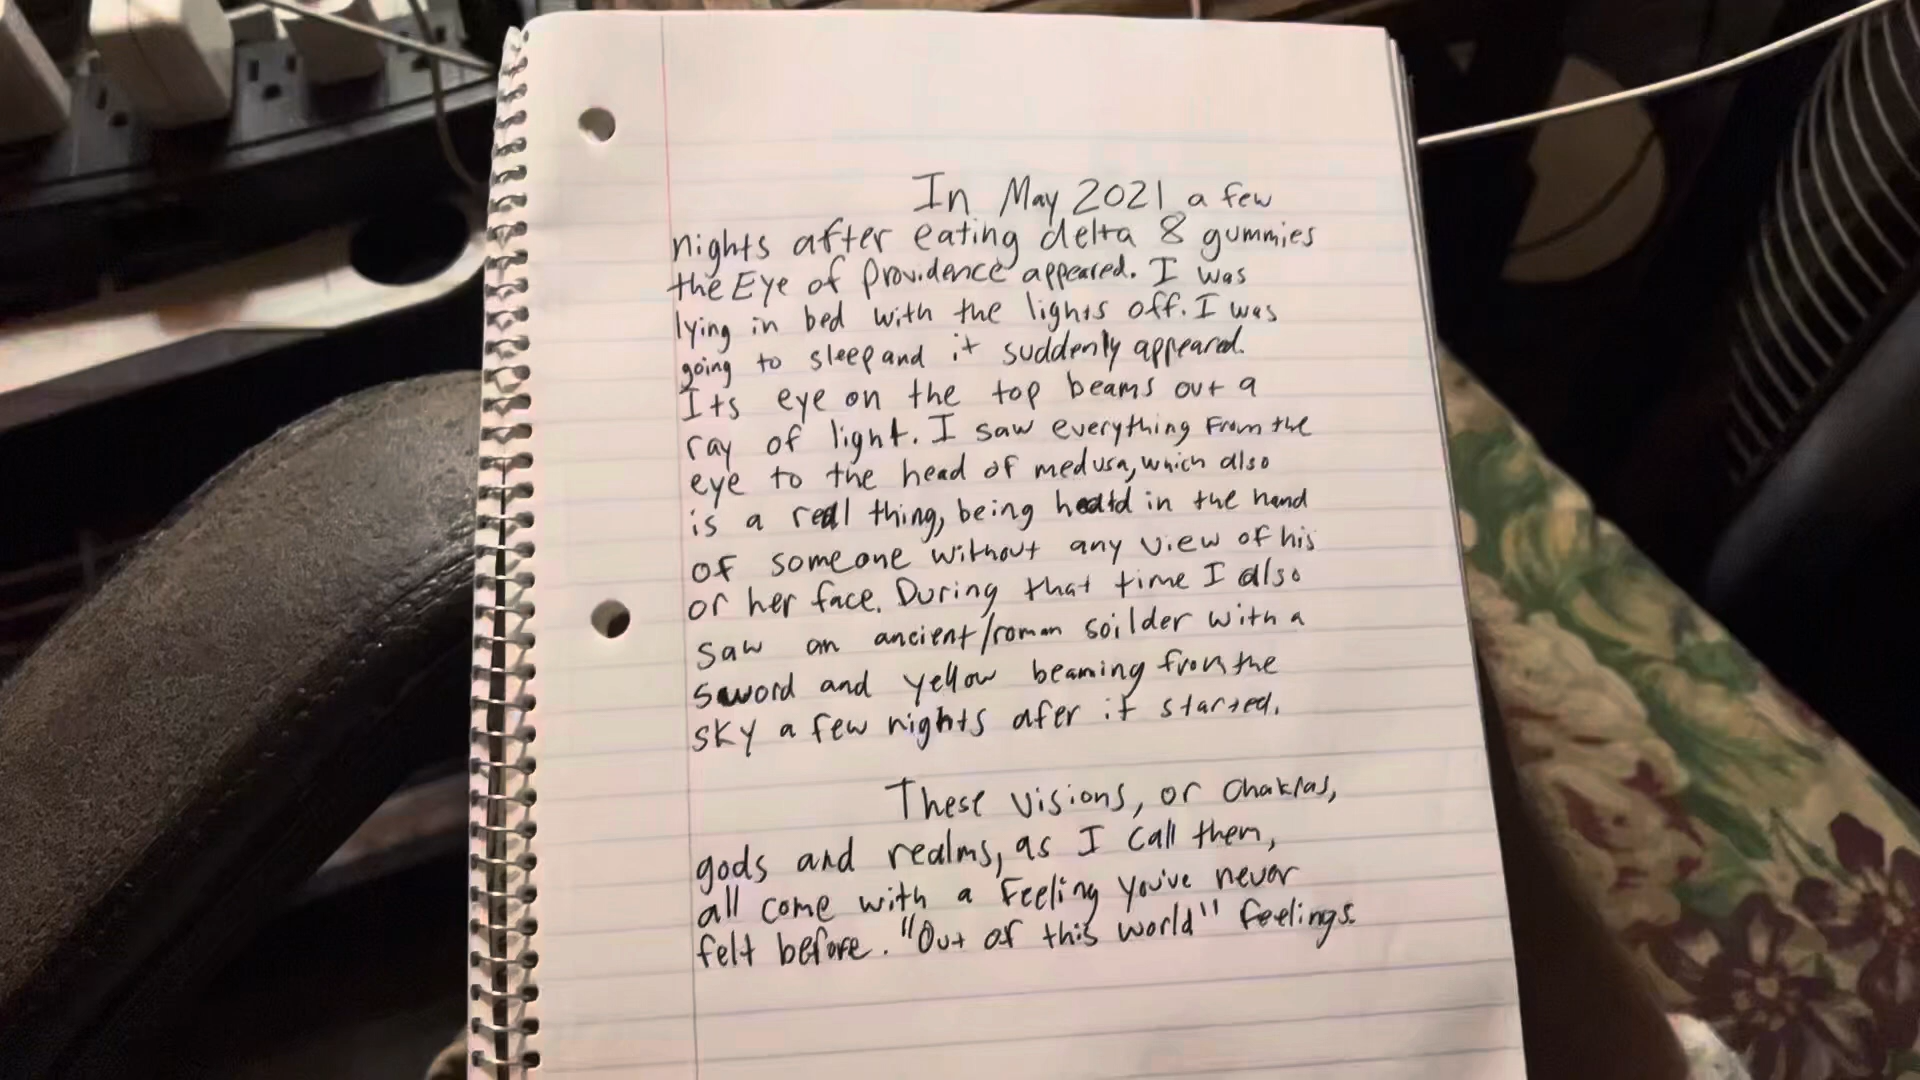 In May 2021 a few
nights after eating delta 8 gummies
the Eye of Providence appeared. I was
lying in bed with the lights off. I was
going to sleep and it suddenly appeared.
Its eye on the top beams out a
ray of light. I saw everything from the
eye to the head of medusa, which also
is a real thing, being heatd in the hand
of someone without any view of his
or her face. During that time I also
saw an ancient/roman soilder with a
sword and yellow beaming from the
sky a few nights afer it started.
These visions, or Chakras,
gods and realms, as I call them,
all come with a feeling you've never
felt before. "Out of this world" feelings.